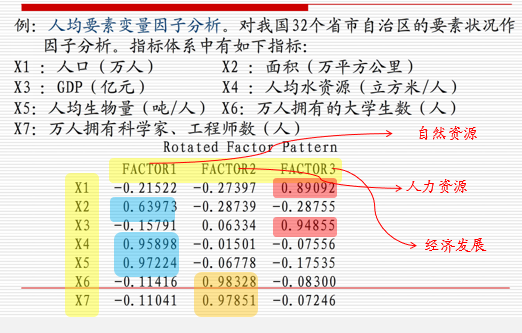 例：人均要素变量因子分析。对我国32个省市自治区的要素状况作
因子分析。指标体系中有如下指标：
X1 ：人口（万人） X2 ：面积（万平方公里）
X3 ：GDP（亿元） X4 ：人均水资源（立方米/人）
X5：人均生物量（吨/人） X6：万人拥有的大学生数（人）
X7：万人拥有科学家、工程师数（人）
自然资源
Rotated Factor Pattern
FACTOR1 FACTOR2 FACTOR3
X1 -0.21522 -0.27397 0.89092
人力资源
X2 0.63973 -0.28739 -0.28755
X3 -0.15791 0.06334 0.94855
X4 0.95898 -0.01501 -0.07556
经济发展
X5 0.97224 -0.06778 -0.17535
X6 -0.11416 0.98328 -0.08300
X7 -0.11041 0.97851 -0.07246